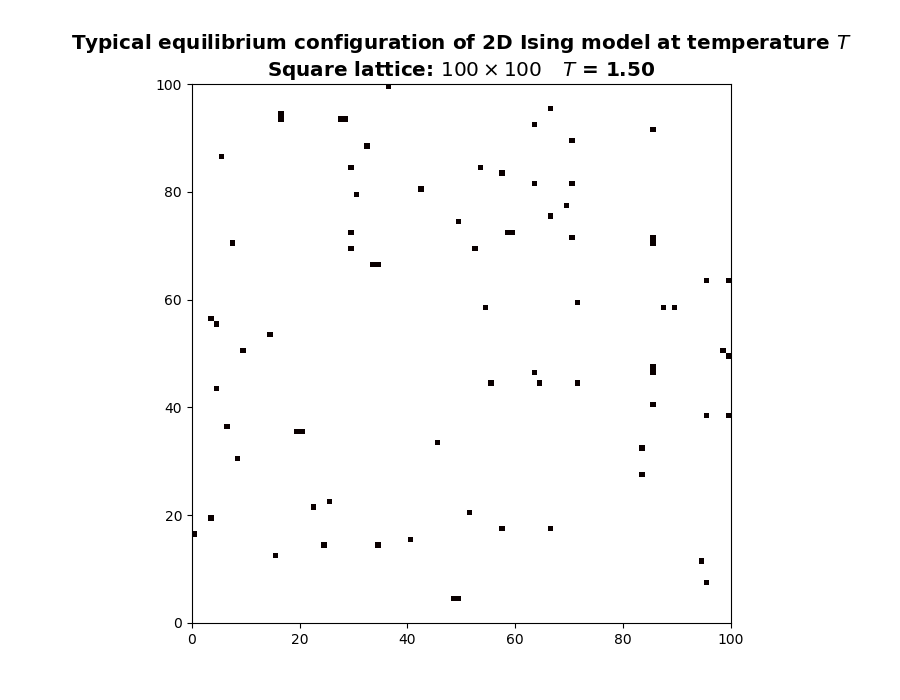 Typical equilibrium configuration of 2D Ising model at temperature T
Square lattice: 100 × 100 T = 1.50
100
80
60
40
20
0
0 20 40 60 80 100